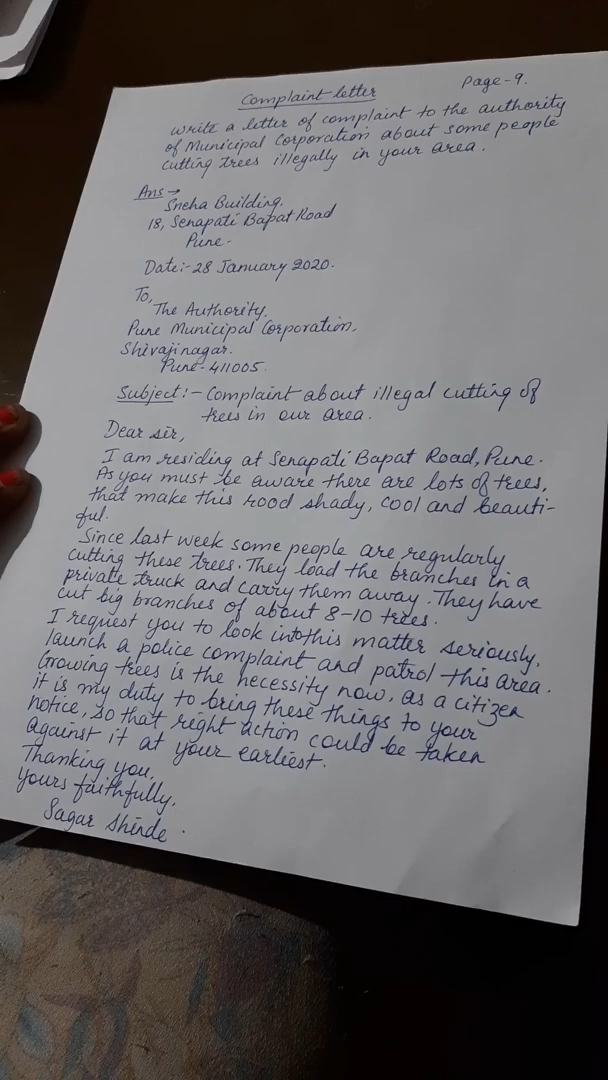 Page-9.
Complaint letter
Write a letter of complaint to the authority
of Municipal Corporation about some people
cutting trees illegally in your area.
Ans →
Sneha Building,
18, Senapati Bapat Road
Pune.
Date:- 28 January 2020.
To,
The Authority,
Pune Municipal Corporation,
Shivajinagar.
Pune- 411005.
Subject:- Complaint about illegal cutting of
trees in our area.
Dear sir,
I am residing at Senapati Bapat Road, Pune.
As you must be aware there are lots of trees,
that make this rood shady, cool and beauti-
ful.
Since last week some people are regularly
cutting these trees. They load the branches in a
private truck and carry them away. They have
cut big branches of about 8-10 trees.
I request you to look into this matter seriously,
launch a police complaint and patrol this area.
Growing trees is the necessity now, as a citizen
it is my duty to bring these things to your
notice, so that right action could be taken
against it at your earliest.
Thanking you,
yours faithfully,
Sagar Shinde.